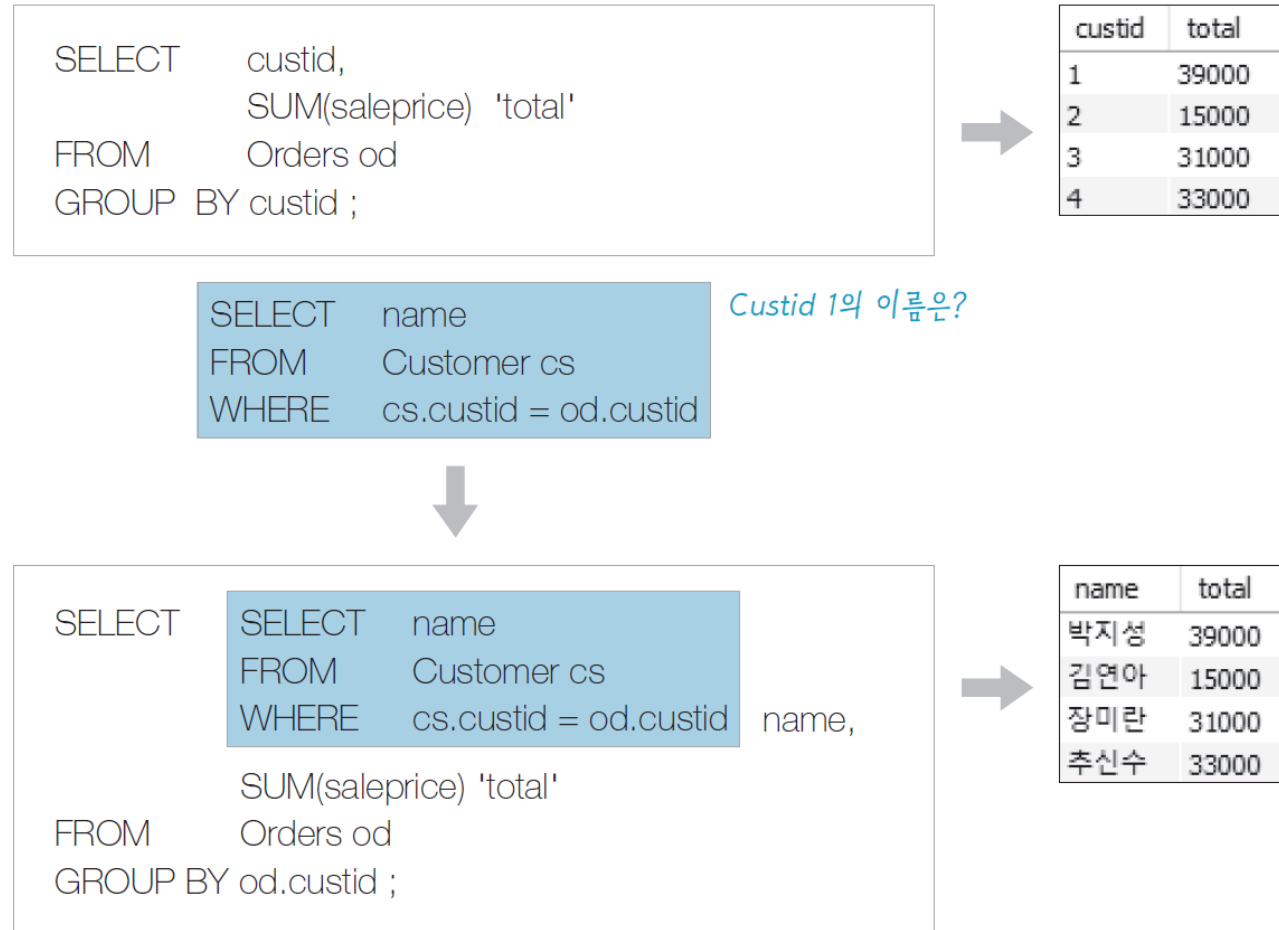 SELECT custid,
SUM(saleprice) 'total'
FROM Orders od
GROUP BY custid ;
custid total
1 39000
2 15000
3 31000
4 33000
SELECT name
FROM Customer cs
WHERE cs.custid = od.custid
Custid 1의 이름은?
SELECT SELECT name
FROM Customer cs
WHERE cs.custid = od.custid name,
SUM(saleprice) 'total'
FROM Orders od
GROUP BY od.custid ;
name total
박지성 39000
김연아 15000
장미란 31000
추신수 33000